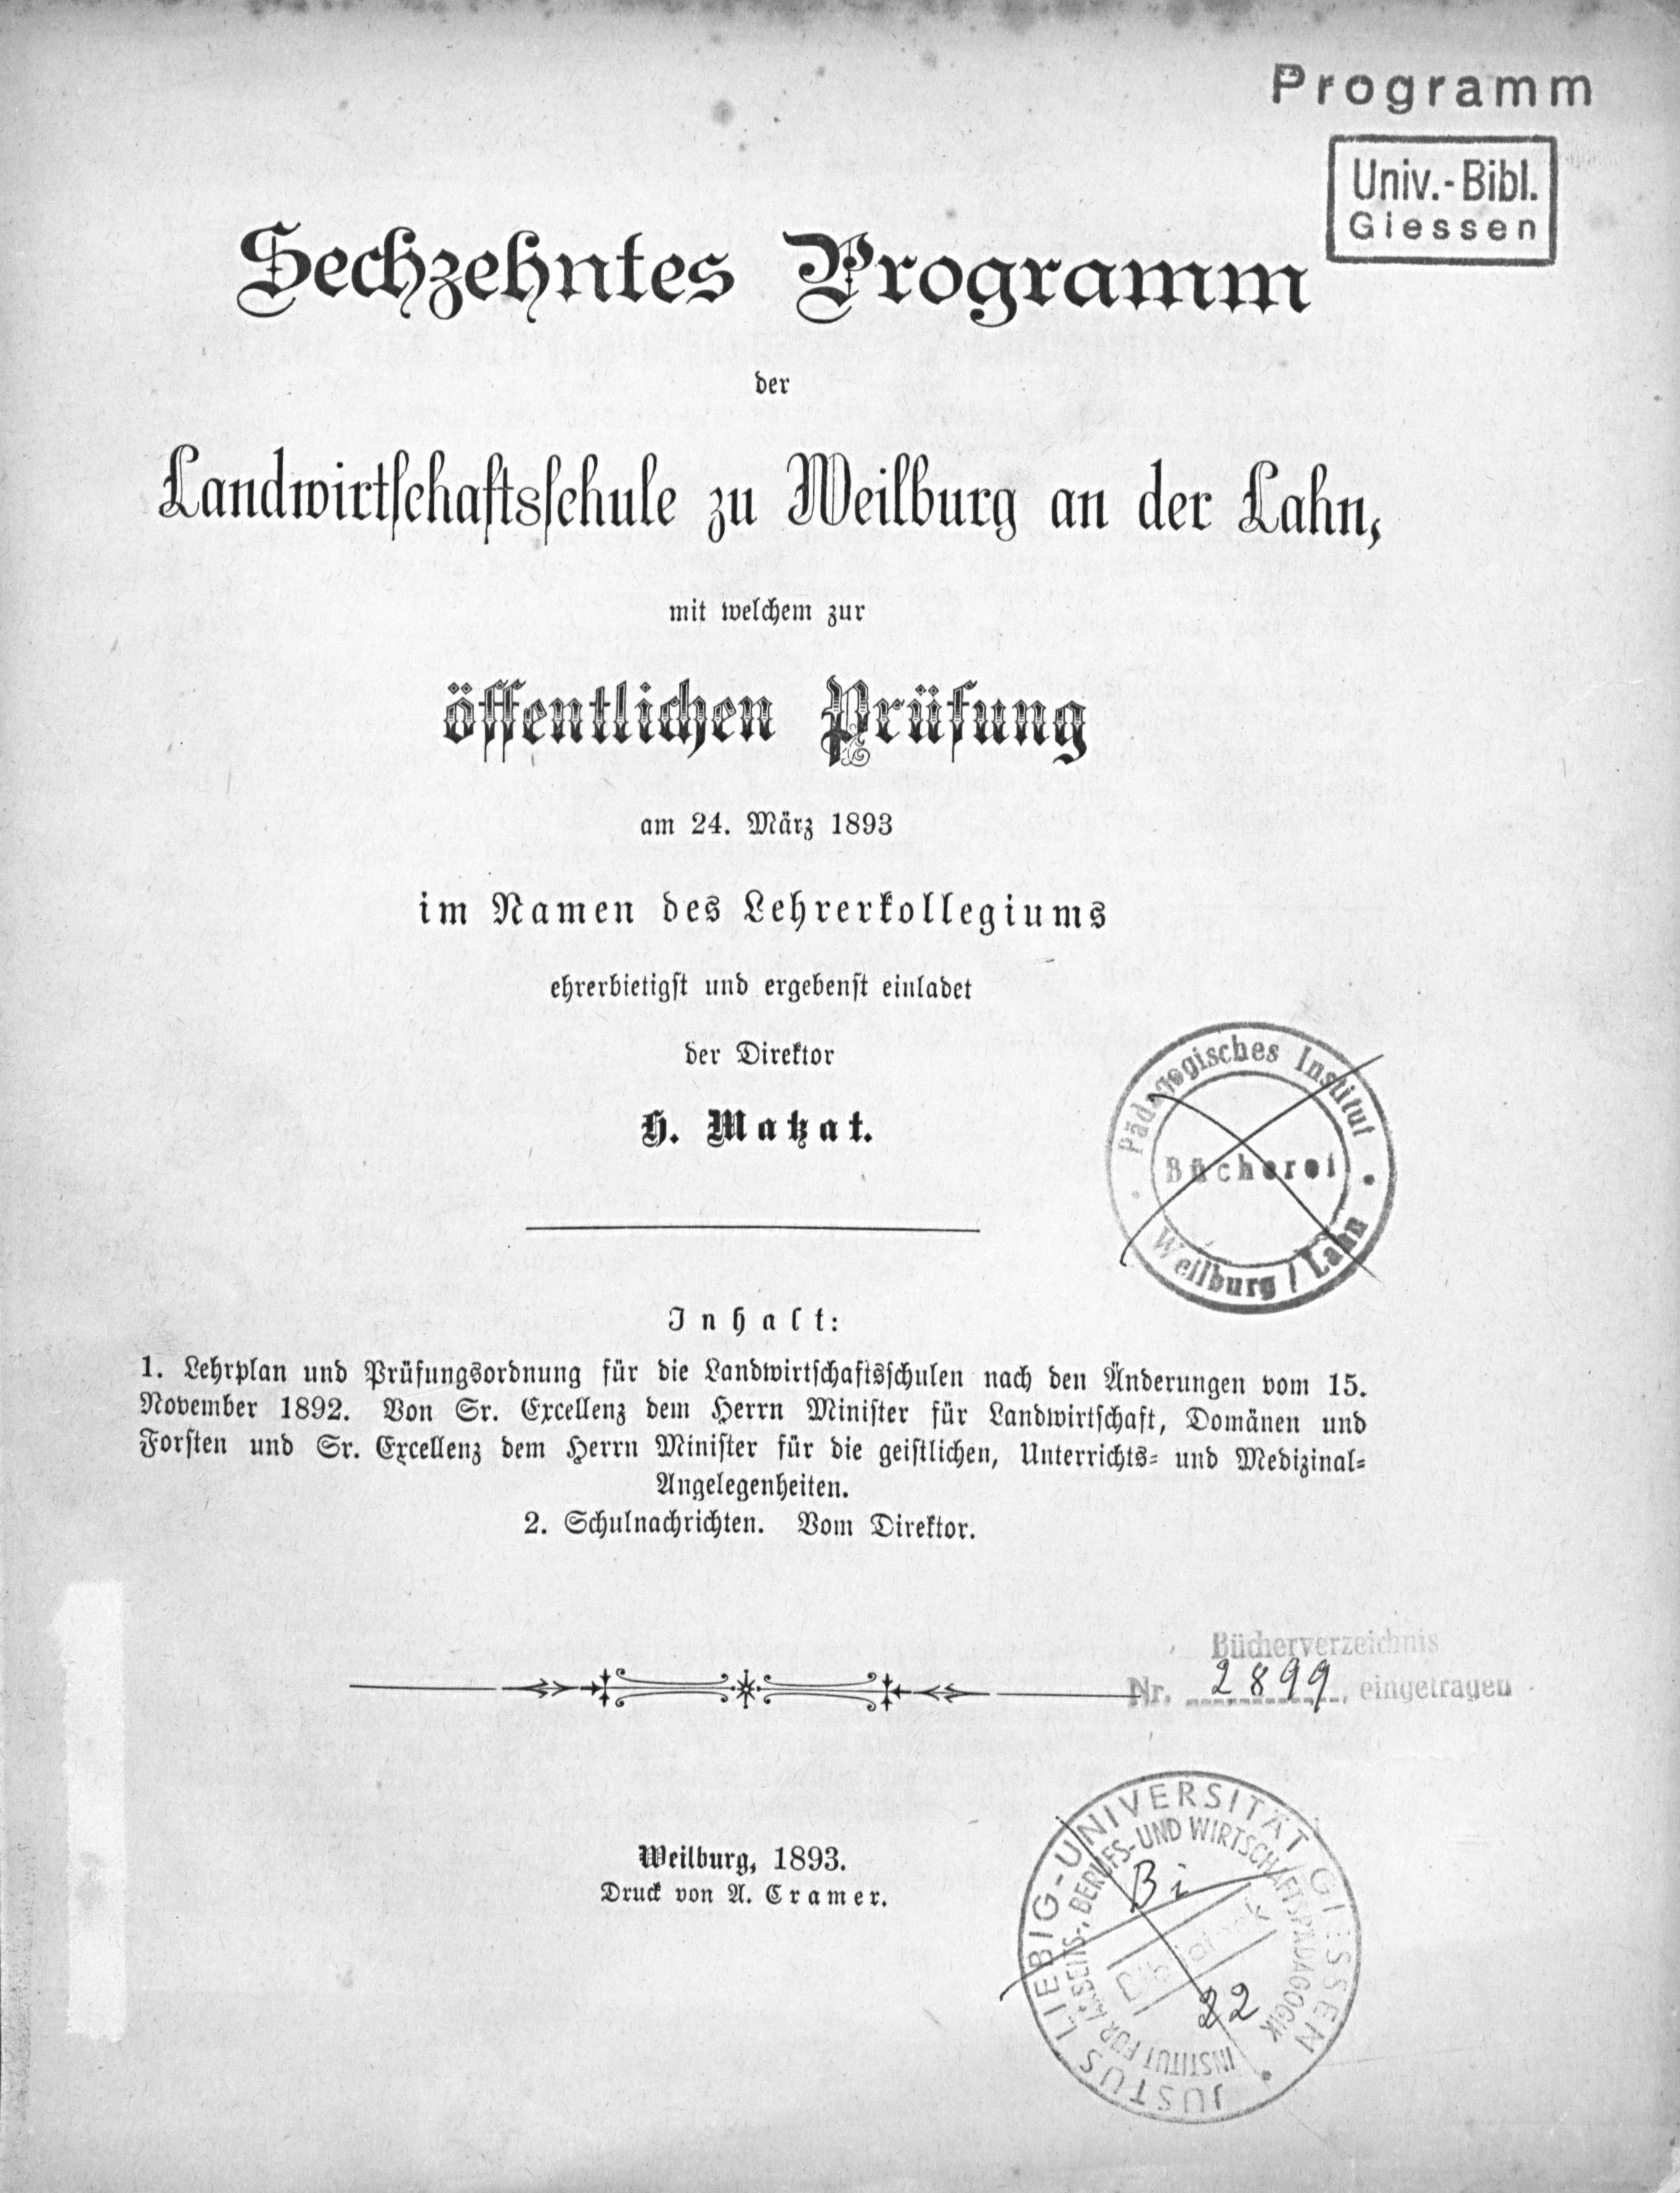 Programm
Univ.-Bibl.
Giessen
Sechzehntes Programm
der
Landwirtschaftsschule zu Weilburg an der Lahn,
mit welchem zur
öffentlichen Prüfung
am 24. März 1893
im Namen des Lehrerkollegiums
ehrerbietigst und ergebenst einladet
der Direktor
H. Matzat.
Pädagogisches Institut
Bücherei
Weilburg / Lahn
Inhalt:
1. Lehrplan und Prüfungsordnung für die Landwirtschaftsschulen nach den Änderungen vom 15.
November 1892. Von Sr. Excellenz dem Herrn Minister für Landwirtschaft, Domänen und
Forsten und Sr. Excellenz dem Herrn Minister für die geistlichen, Unterrichts- und Medizinal-
Angelegenheiten.
2. Schulnachrichten. Vom Direktor.
Bücherverzeichnis
Nr. 2899, eingetragen
Weilburg, 1893.
Druck von A. Cramer.
JUSTUS LIEBIG-UNIVERSITÄT GIESSEN
INSTITUT FÜR ARBEITS-, BERUFS- UND WIRTSCHAFTSPÄDAGOGIK
Bi
22